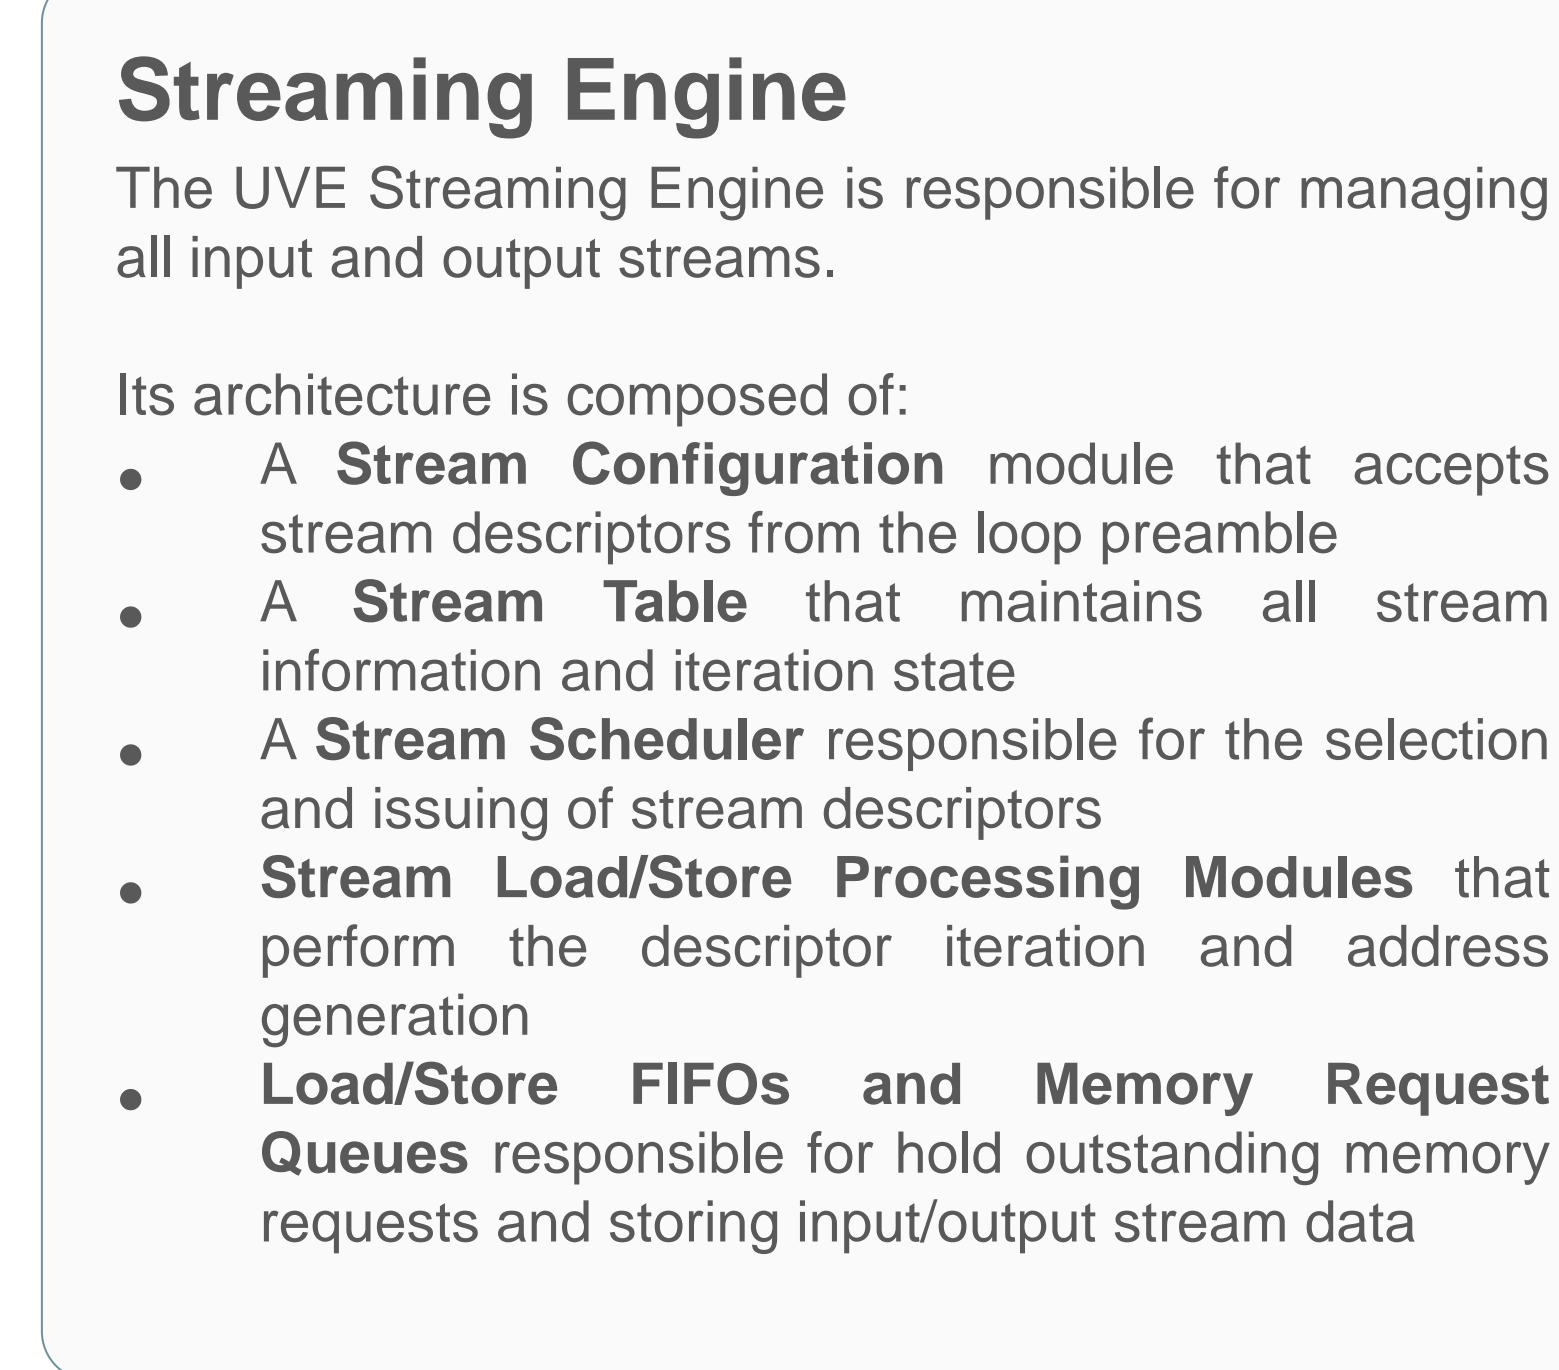 Streaming Engine
The UVE Streaming Engine is responsible for managing
all input and output streams.
Its architecture is composed of:
• A Stream Configuration module that accepts
stream descriptors from the loop preamble
• A Stream Table that maintains all stream
information and iteration state
• A Stream Scheduler responsible for the selection
and issuing of stream descriptors
• Stream Load/Store Processing Modules that
perform the descriptor iteration and address
generation
• Load/Store FIFOs and Memory Request
Queues responsible for hold outstanding memory
requests and storing input/output stream data